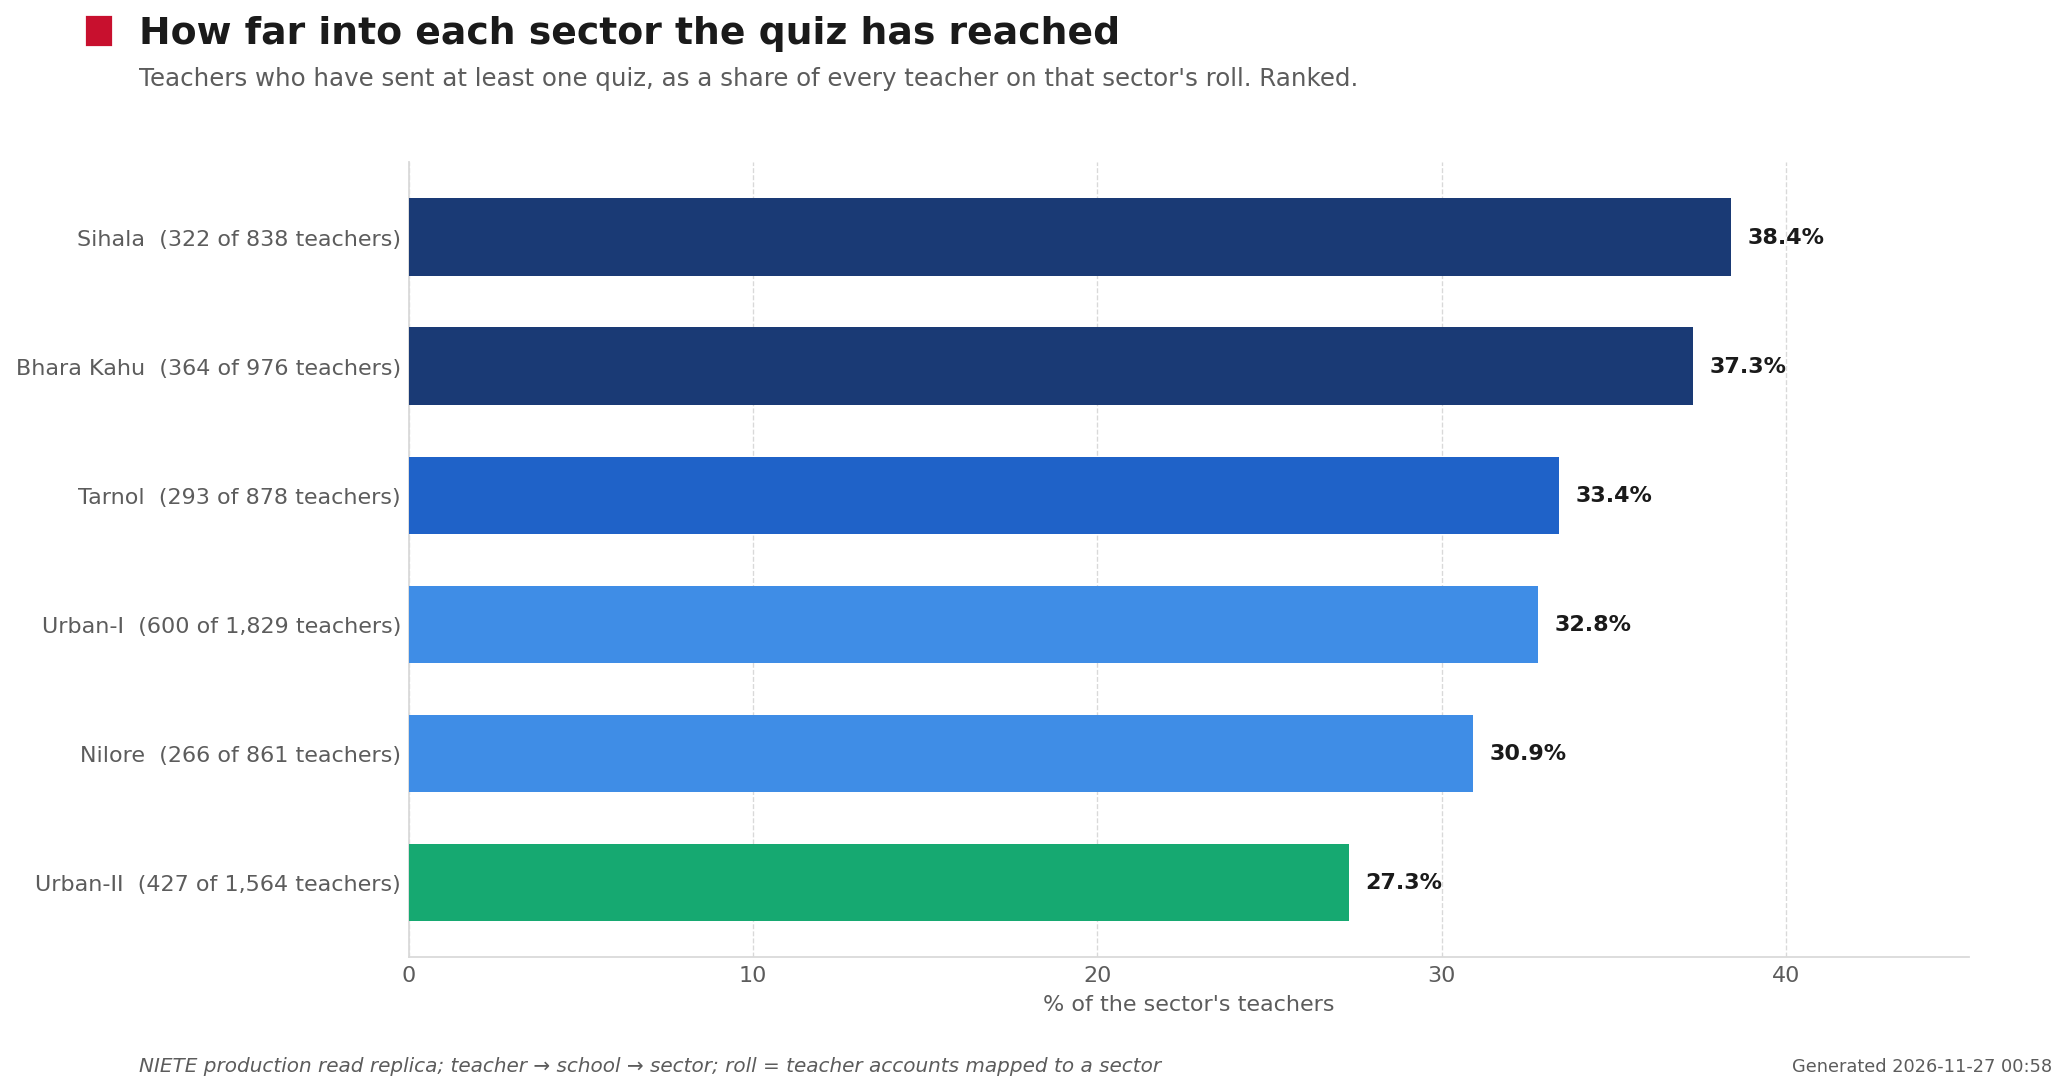 How far into each sector the quiz has reached
Teachers who have sent at least one quiz, as a share of every teacher on that sector's roll. Ranked.
Sihala (322 of 838 teachers)
38.4%
Bhara Kahu (364 of 976 teachers)
37.3%
Tarnol (293 of 878 teachers)
33.4%
Urban-I (600 of 1,829 teachers)
32.8%
Nilore (266 of 861 teachers)
30.9%
Urban-II (427 of 1,564 teachers)
27.3%
0 10 20 30 40
% of the sector's teachers
NIETE production read replica; teacher → school → sector; roll = teacher accounts mapped to a sector
Generated 2026-11-27 00:58